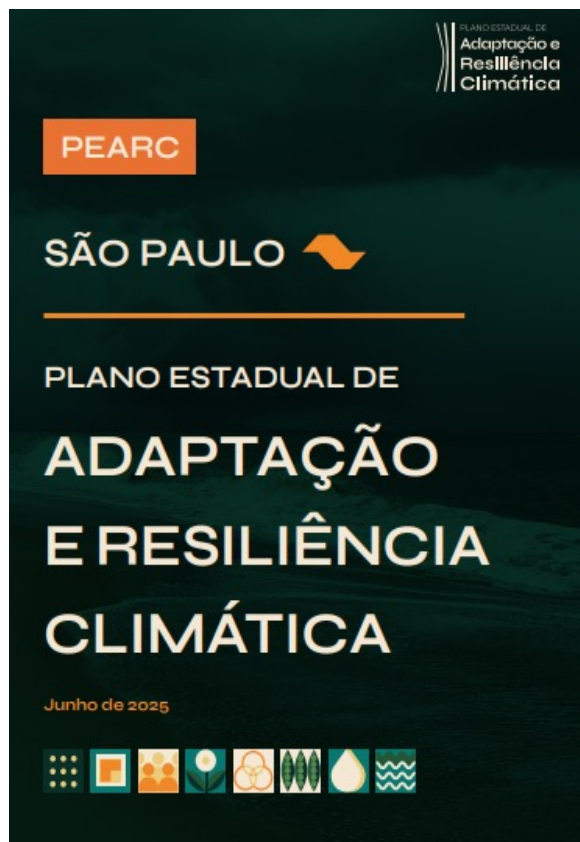 PLANO ESTADUAL DE
Adaptação e
Resiliência
Climática
PEARC
SÃO PAULO
PLANO ESTADUAL DE
ADAPTAÇÃO
E RESILIÊNCIA
CLIMÁTICA
Junho de 2025